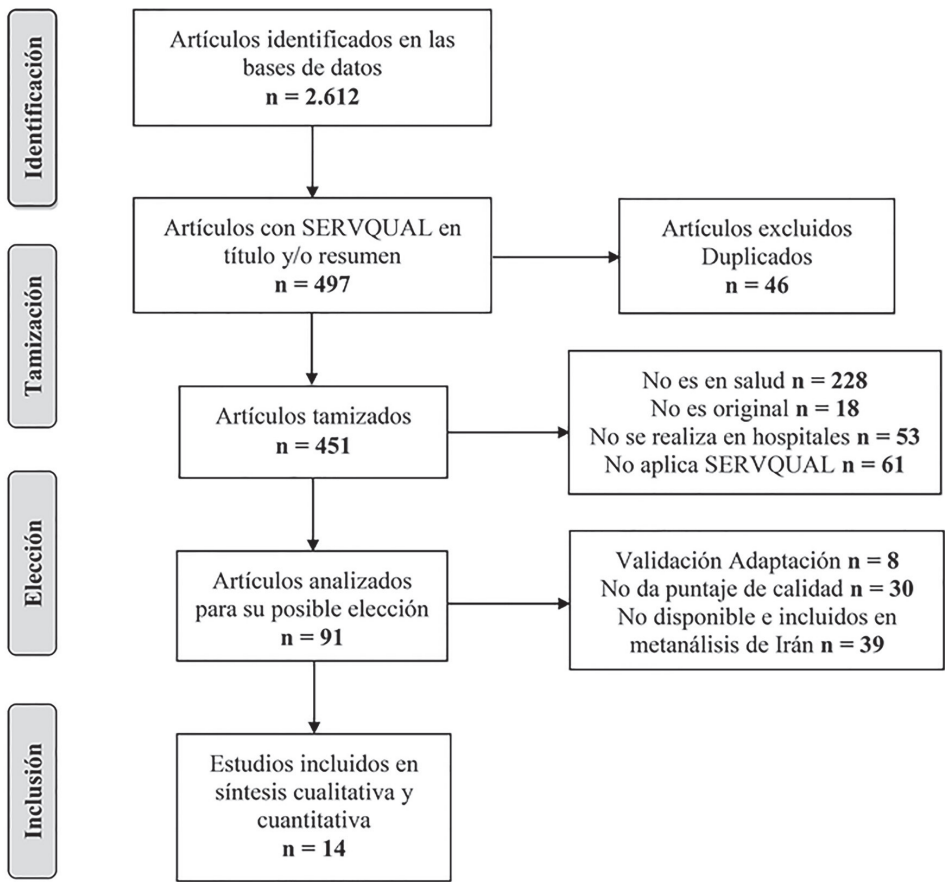 Identificación
Artículos identificados en las
bases de datos
n = 2.612
Artículos con SERVQUAL en
título y/o resumen
n = 497
Artículos excluidos
Duplicados
n = 46
Tamización
Artículos tamizados
n = 451
No es en salud n = 228
No es original n = 18
No se realiza en hospitales n = 53
No aplica SERVQUAL n = 61
Elección
Artículos analizados
para su posible elección
n = 91
Validación Adaptación n = 8
No da puntaje de calidad n = 30
No disponible e incluidos en
metanálisis de Irán n = 39
Inclusión
Estudios incluidos en
síntesis cualitativa y
cuantitativa
n = 14